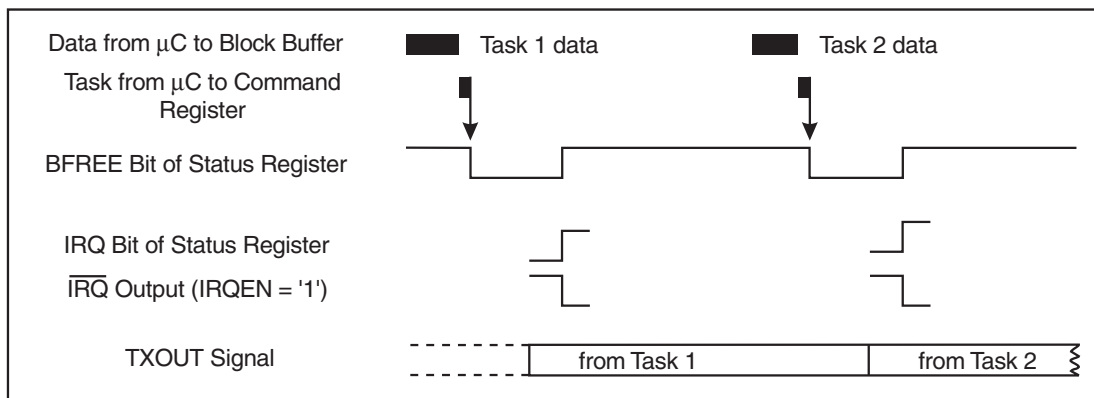 Data from μC to Block Buffer
Task 1 data
Task 2 data
Task from μC to Command
Register
BFREE Bit of Status Register
IRQ Bit of Status Register
IRQ Output (IRQEN = '1')
TXOUT Signal
from Task 1
from Task 2